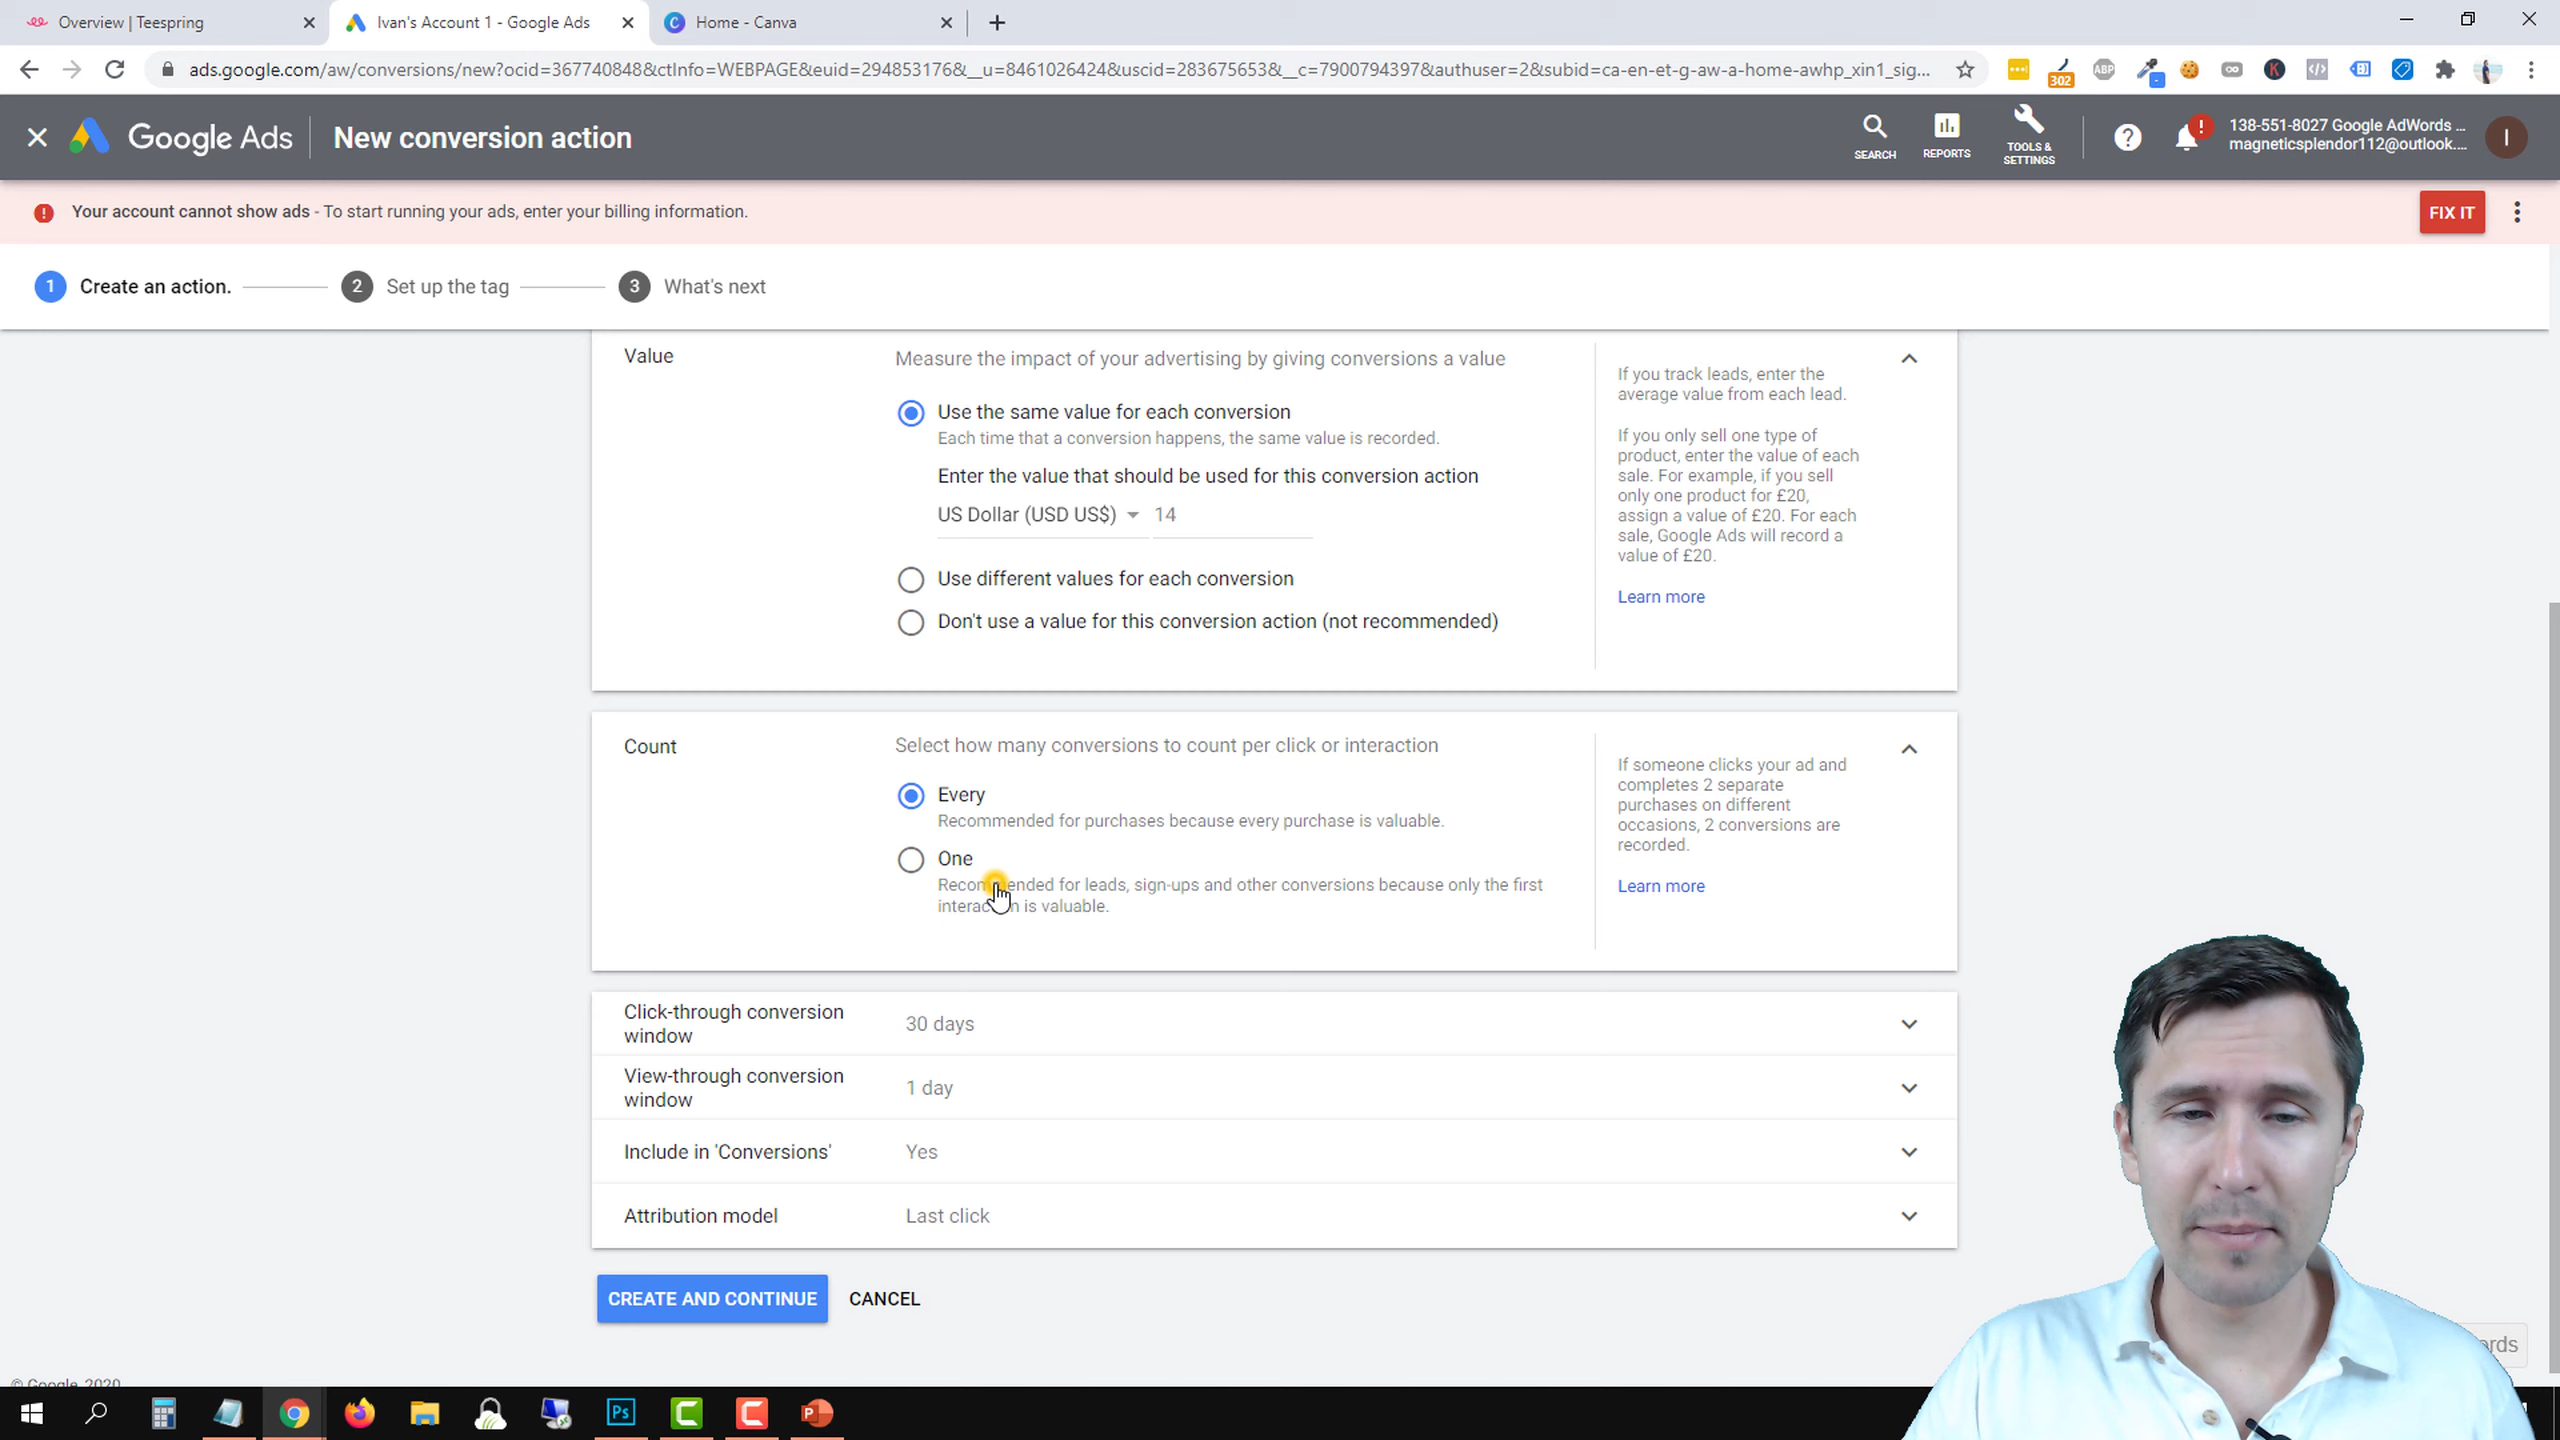 Overview | Teespring
Ivan's Account 1 - Google Ads
Home - Canva
ads.google.com/aw/conversions/new?ocid=367740848&ctInfo=WEBPAGE&euid=294853176&__u=8461026424&uscid=283675653&__c=7900794397&authuser=2&subid=ca-en-et-g-aw-a-home-awhp_xin1_sig...
302
ABP
Google Ads
New conversion action
SEARCH
REPORTS
TOOLS &
SETTINGS
138-551-8027 Google AdWords ...
magneticsplendor112@outlook....
I
Your account cannot show ads - To start running your ads, enter your billing information.
FIX IT
1 Create an action.
2 Set up the tag
3 What's next
Value
Measure the impact of your advertising by giving conversions a value
Use the same value for each conversion
Each time that a conversion happens, the same value is recorded.
Enter the value that should be used for this conversion action
US Dollar (USD US$) 14
Use different values for each conversion
Don't use a value for this conversion action (not recommended)
If you track leads, enter the
average value from each lead.
If you only sell one type of
product, enter the value of each
sale. For example, if you sell
only one product for £20,
assign a value of £20. For each
sale, Google Ads will record a
value of £20.
Learn more
Count
Select how many conversions to count per click or interaction
Every
Recommended for purchases because every purchase is valuable.
One
Recommended for leads, sign-ups and other conversions because only the first
interaction is valuable.
If someone clicks your ad and
completes 2 separate
purchases on different
occasions, 2 conversions are
recorded.
Learn more
Click-through conversion
window
30 days
View-through conversion
window
1 day
Include in 'Conversions'
Yes
Attribution model
Last click
CREATE AND CONTINUE
CANCEL
© Google, 2020
Ps